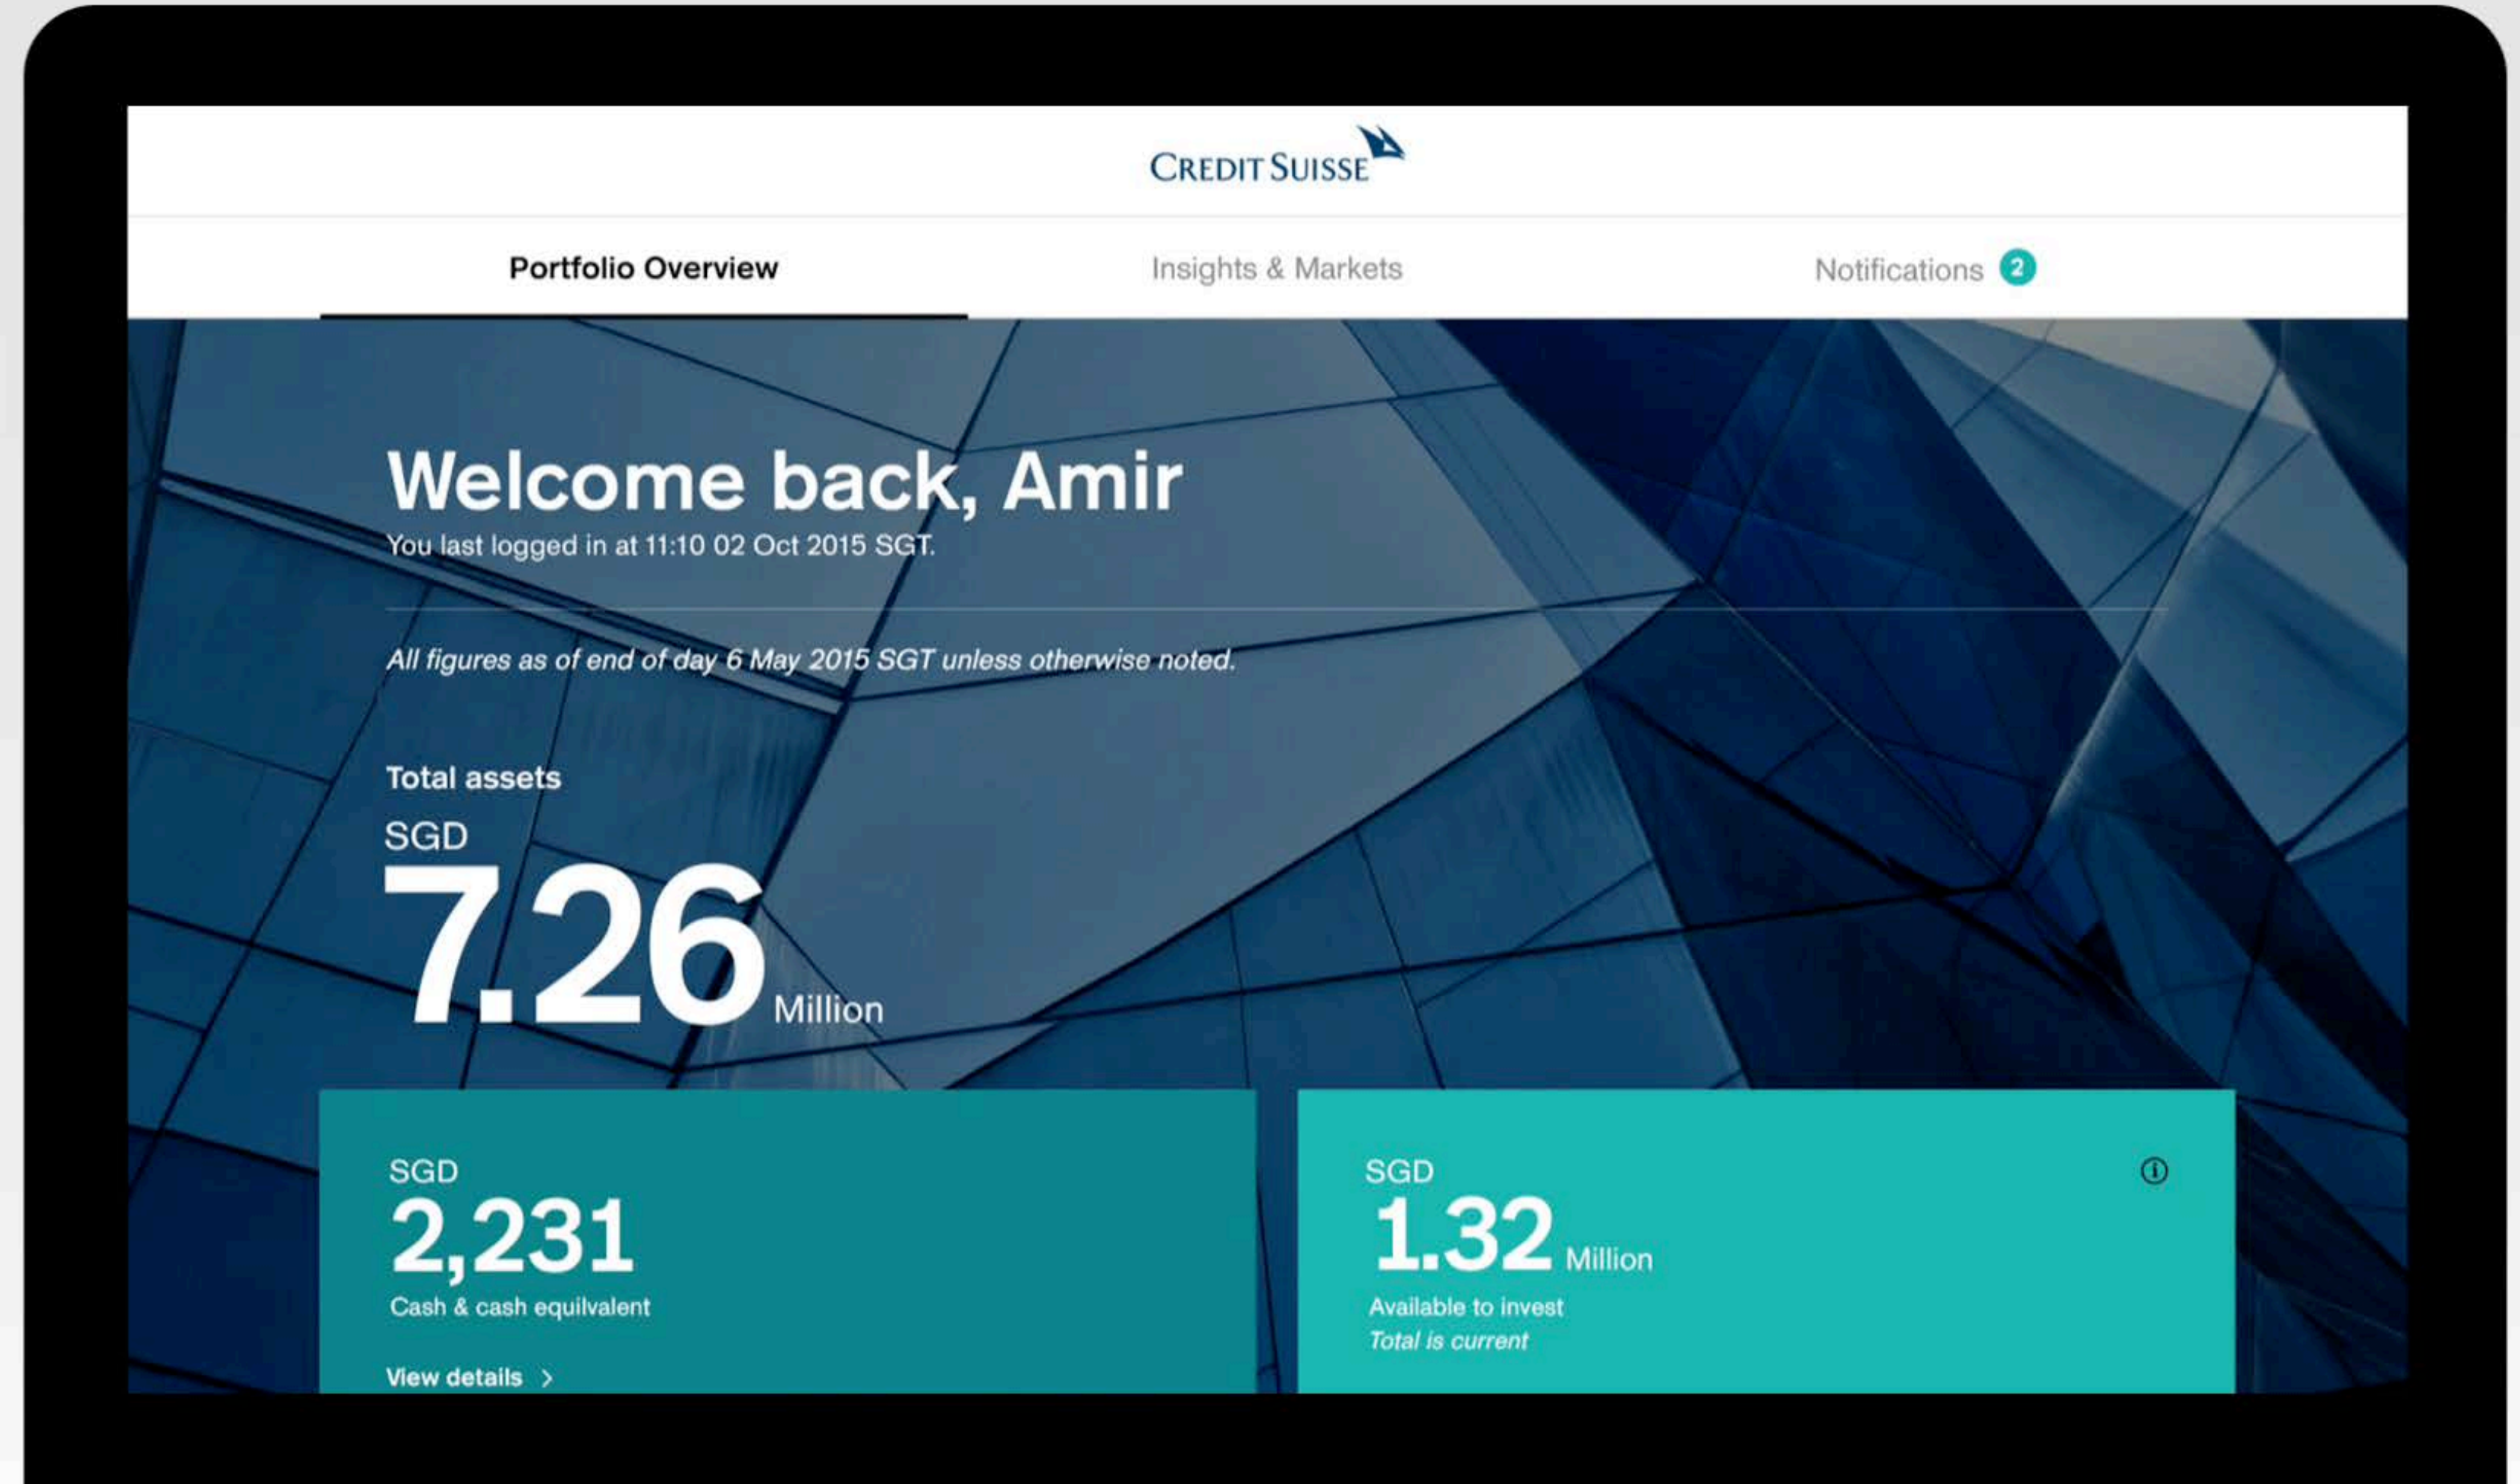 CREDIT SUISSE
Portfolio Overview
Insights & Markets
Notifications 2
Welcome back, Amir
You last logged in at 11:10 02 Oct 2015 SGT.
All figures as of end of day 6 May 2015 SGT unless otherwise noted.
Total assets
SGD
7.26 Million
SGD
2,231
Cash & cash equilvalent
View details >
SGD
1.32 Million
Available to invest
Total is current